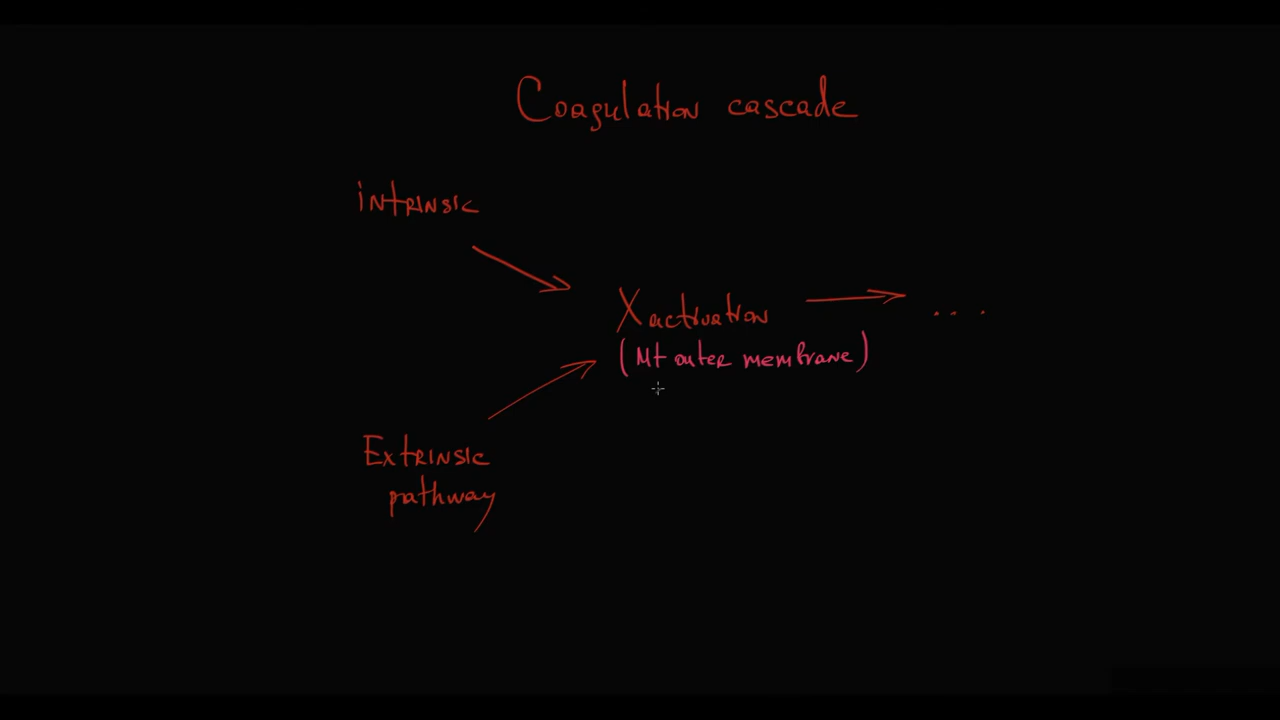 Coagulation cascade
intrinsic
X activation ...
(Mt outer membrane)
Extrinsic
pathway